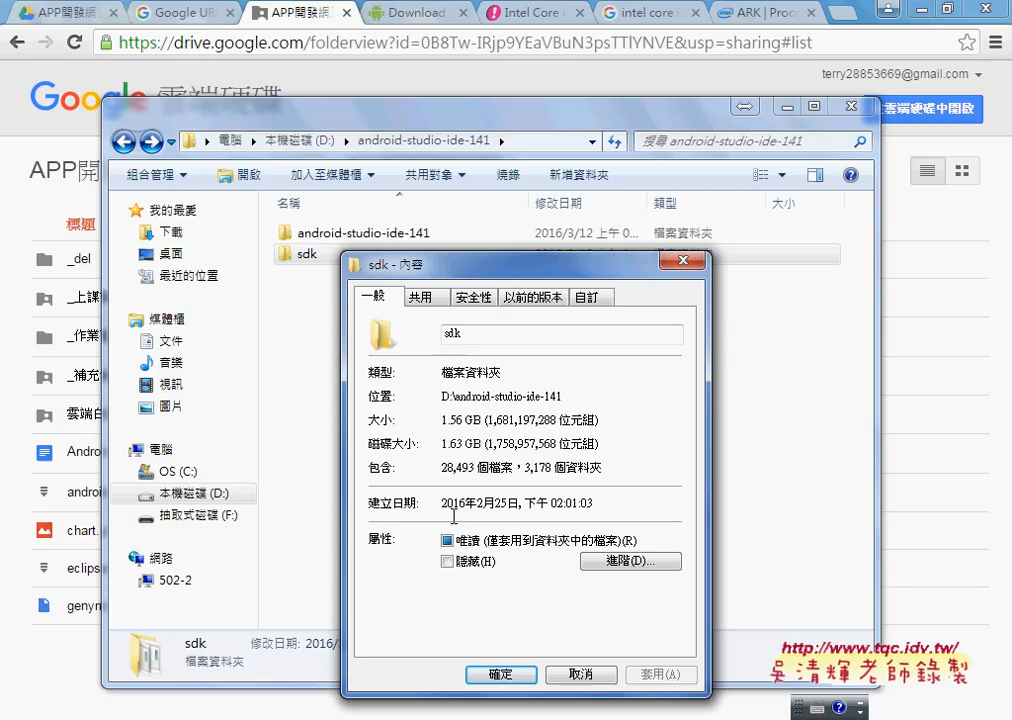 APP開發網
Google UR
APP開發網
Download
Intel Core i
intel core
ARK | Proc
https://drive.google.com/folderview?id=0B8Tw-IRjp9YEaVBuN3psTTlYNVE&usp=sharing#list
terry28853669@gmail.com
Google 雲端硬碟
雲端硬碟中開啟
電腦
本機磁碟 (D:)
android-studio-ide-141
搜尋 android-studio-ide-141
APP開
組合管理
開啟
加入至媒體櫃
共用對象
燒錄
新增資料夾
標題
我的最愛
下載
桌面
最近的位置
名稱
修改日期
類型
大小
android-studio-ide-141
2016/3/12 上午 0...
檔案資料夾
sdk
_del
_上課
_作業
_補充
雲端白
Andro
androi
chart.
eclips
genyn
媒體櫃
文件
音樂
視訊
圖片
電腦
OS (C:)
本機磁碟 (D:)
抽取式磁碟 (F:)
網路
502-2
sdk - 內容
一般
共用
安全性
以前的版本
自訂
sdk
類型:
檔案資料夾
位置:
D:\android-studio-ide-141
大小:
1.56 GB (1,681,197,288 位元組)
磁碟大小:
1.63 GB (1,758,957,568 位元組)
包含:
28,493 個檔案，3,178 個資料夾
建立日期:
2016年2月25日, 下午 02:01:03
屬性:
唯讀 (僅套用到資料夾中的檔案)(R)
隱藏(H)
進階(D)...
確定
取消
套用(A)
sdk
修改日期: 2016/
檔案資料夾
http://www.tqc.idv.tw/
吳清輝老師錄製